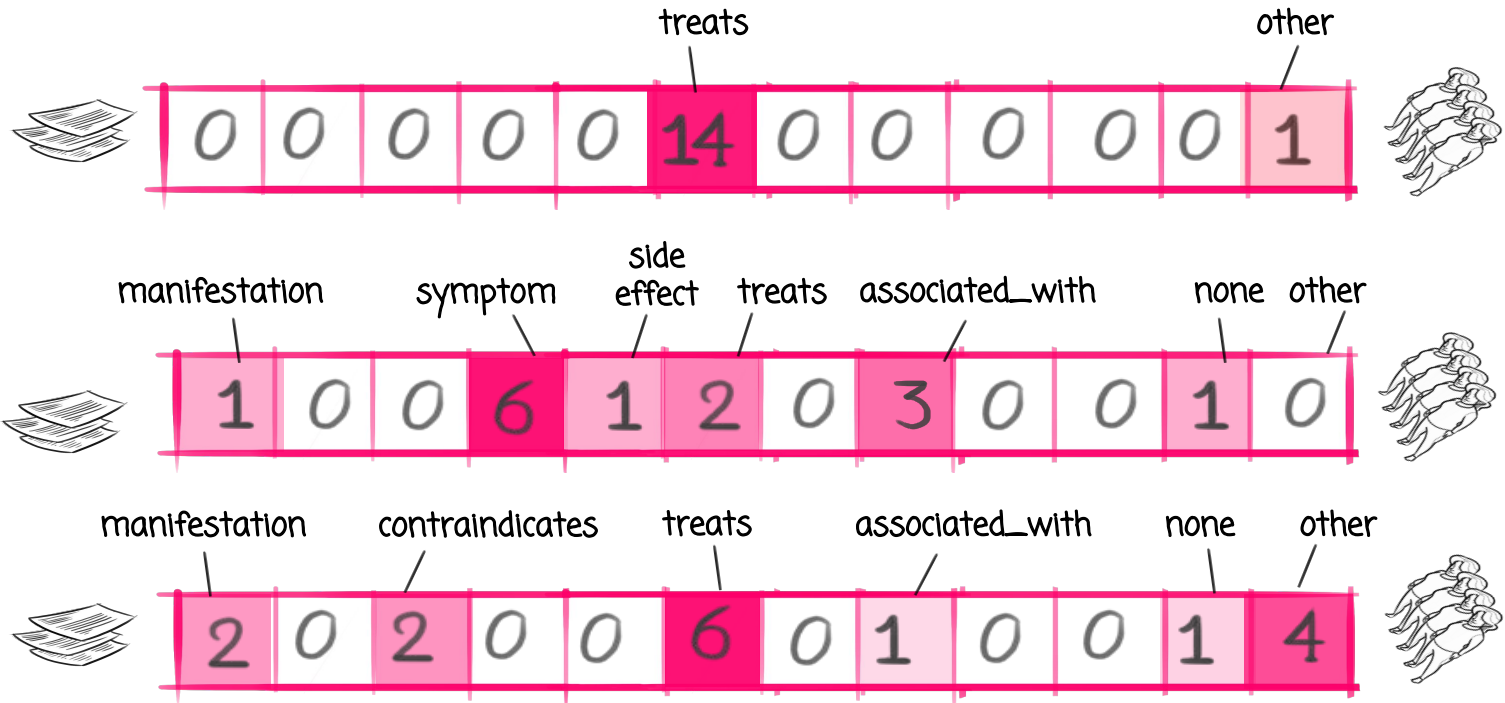 treats other
0 0 0 0 0 14 0 0 0 0 0 1
side
manifestation symptom effect treats associated_with none other
1 0 0 6 1 2 0 3 0 0 1 0
manifestation contraindicates treats associated_with none other
2 0 2 0 0 6 0 1 0 0 1 4